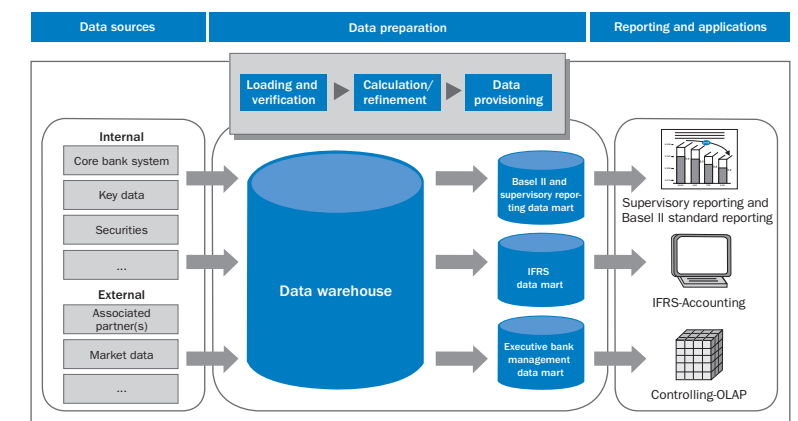 Data sources
Data preparation
Reporting and applications
Loading and
verification
Calculation/
refinement
Data
provisioning
Internal
Core bank system
Key data
Securities
...
External
Associated
partner(s)
Market data
...
Data warehouse
Basel II and
supervisory repor-
ting data mart
IFRS
data mart
Executive bank
management
data mart
Supervisory reporting and
Basel II standard reporting
IFRS-Accounting
Controlling-OLAP